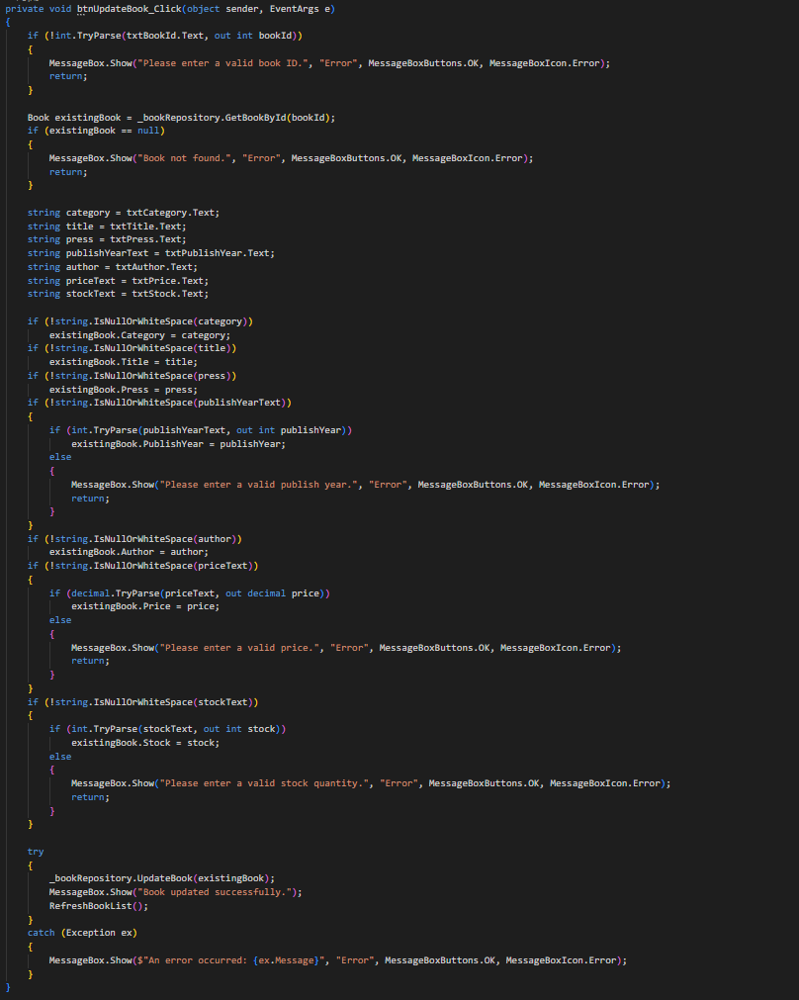 private void btnUpdateBook_Click(object sender, EventArgs e)
{
    if (!int.TryParse(txtBookId.Text, out int bookId))
    {
        MessageBox.Show("Please enter a valid book ID.", "Error", MessageBoxButtons.OK, MessageBoxIcon.Error);
        return;
    }

    Book existingBook = _bookRepository.GetBookById(bookId);
    if (existingBook == null)
    {
        MessageBox.Show("Book not found.", "Error", MessageBoxButtons.OK, MessageBoxIcon.Error);
        return;
    }

    string category = txtCategory.Text;
    string title = txtTitle.Text;
    string press = txtPress.Text;
    string publishYearText = txtPublishYear.Text;
    string author = txtAuthor.Text;
    string priceText = txtPrice.Text;
    string stockText = txtStock.Text;

    if (!string.IsNullOrWhiteSpace(category))
        existingBook.Category = category;
    if (!string.IsNullOrWhiteSpace(title))
        existingBook.Title = title;
    if (!string.IsNullOrWhiteSpace(press))
        existingBook.Press = press;
    if (!string.IsNullOrWhiteSpace(publishYearText))
    {
        if (int.TryParse(publishYearText, out int publishYear))
            existingBook.PublishYear = publishYear;
        else
        {
            MessageBox.Show("Please enter a valid publish year.", "Error", MessageBoxButtons.OK, MessageBoxIcon.Error);
            return;
        }
    }
    if (!string.IsNullOrWhiteSpace(author))
        existingBook.Author = author;
    if (!string.IsNullOrWhiteSpace(priceText))
    {
        if (decimal.TryParse(priceText, out decimal price))
            existingBook.Price = price;
        else
        {
            MessageBox.Show("Please enter a valid price.", "Error", MessageBoxButtons.OK, MessageBoxIcon.Error);
            return;
        }
    }
    if (!string.IsNullOrWhiteSpace(stockText))
    {
        if (int.TryParse(stockText, out int stock))
            existingBook.Stock = stock;
        else
        {
            MessageBox.Show("Please enter a valid stock quantity.", "Error", MessageBoxButtons.OK, MessageBoxIcon.Error);
            return;
        }
    }

    try
    {
        _bookRepository.UpdateBook(existingBook);
        MessageBox.Show("Book updated successfully.");
        RefreshBookList();
    }
    catch (Exception ex)
    {
        MessageBox.Show($"An error occurred: {ex.Message}", "Error", MessageBoxButtons.OK, MessageBoxIcon.Error);
    }
}